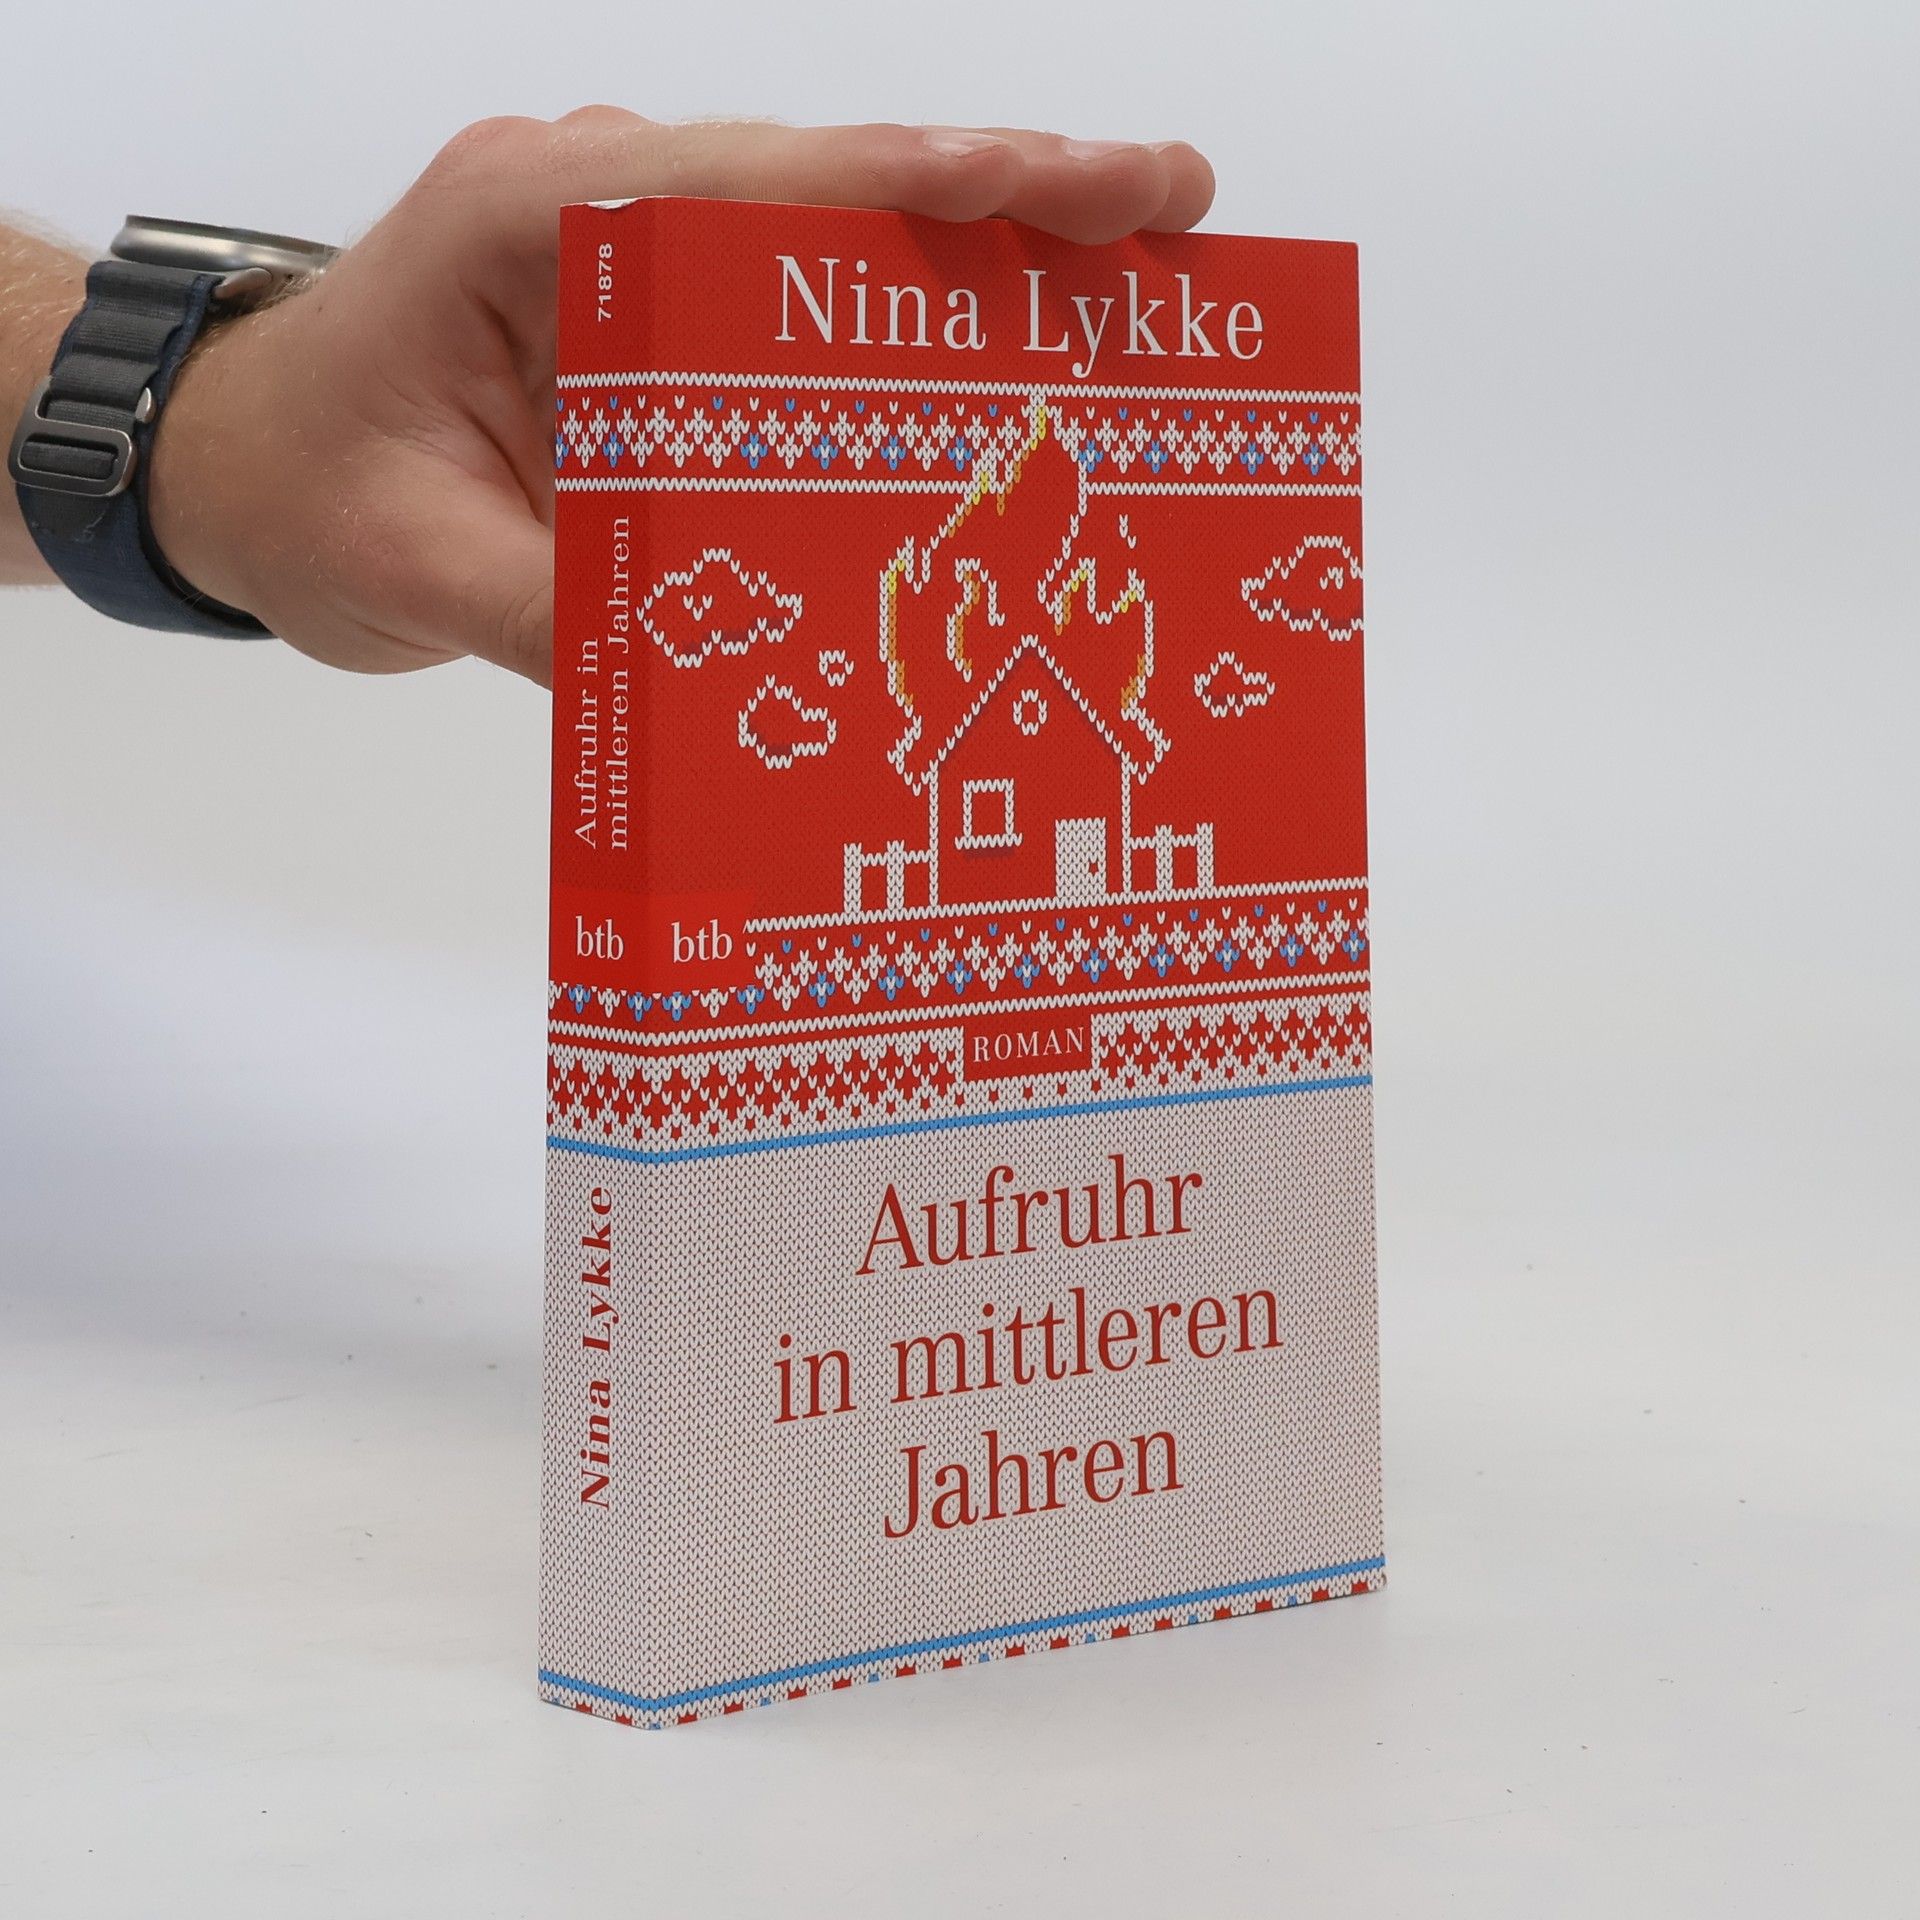 71878
Aufruhr in
mittleren Jahren
btb
Nina Lykke
Nina Lykke
btb
ROMAN
Aufruhr
in mittleren
Jahren